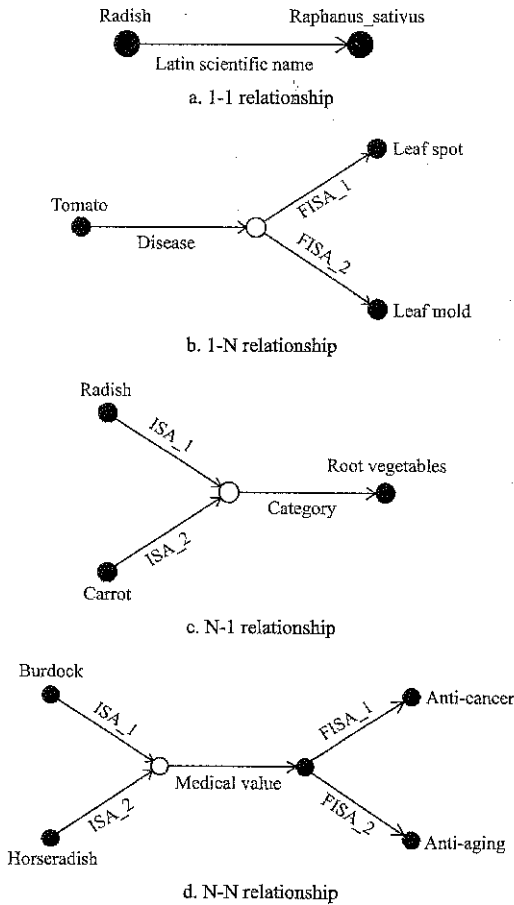 Radish
Raphanus_sativus
Latin scientific name
a. 1-1 relationship
Leaf spot
FISA_1
Tomato
Disease
FISA_2
Leaf mold
b. 1-N relationship
Radish
ISA_1
Root vegetables
Category
ISA_2
Carrot
c. N-1 relationship
Burdock
Anti-cancer
ISA_1
FISA_1
Medical value
ISA_2
FISA_2
Horseradish
Anti-aging
d. N-N relationship